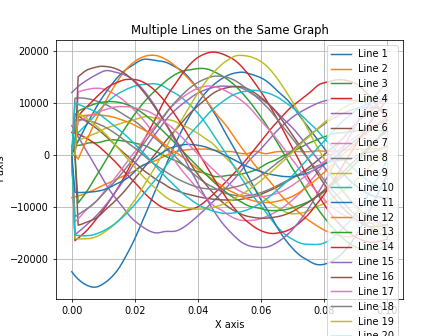 Multiple Lines on the Same Graph
20000
10000
0
−10000
−20000
0.00
0.02
0.04
0.06
X axis
Line 1
Line 2
Line 3
Line 4
Line 5
Line 6
Line 7
Line 8
Line 9
Line 10
Line 11
Line 12
Line 13
Line 14
Line 15
Line 16
Line 17
Line 18
Line 19
Line 20